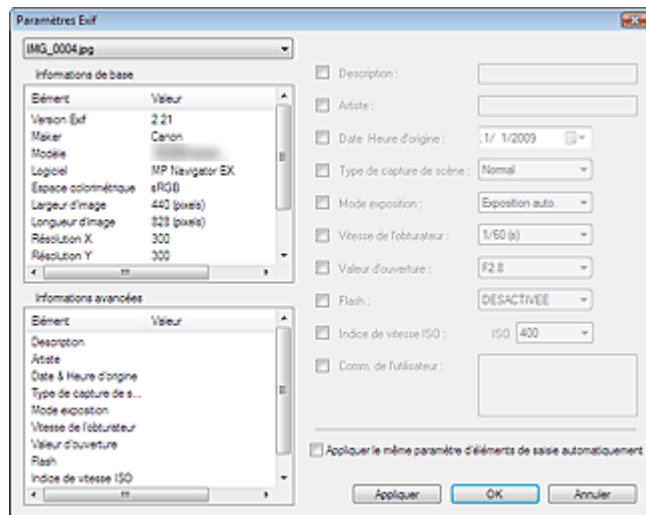 Paramètres Exif
IMG_0004.jpg
Informations de base
Elément Valeur
Version Exif 2.21
Maker Canon
Modèle
Logiciel MP Navigator EX
Espace colorimétrique sRGB
Largeur d'image 440 (pixels)
Longueur d'image 828 (pixels)
Résolution X 300
Résolution Y 300
Informations avancées
Elément Valeur
Description
Artiste
Date & Heure d'origine
Type de capture de s...
Mode exposition
Vitesse de l'obturateur
Valeur d'ouverture
Flash
Indice de vitesse ISO
Description :
Artiste :
Date Heure d'origine : 1/ 1/2009
Type de capture de scène : Normal
Mode exposition : Exposition auto.
Vitesse de l'obturateur : 1/60 (s)
Valeur d'ouverture : F2.8
Flash : DESACTIVEE
Indice de vitesse ISO : ISO 400
Comm. de l'utilisateur :
Appliquer le même paramètre d'éléments de saisie automatiquement
Appliquer OK Annuler